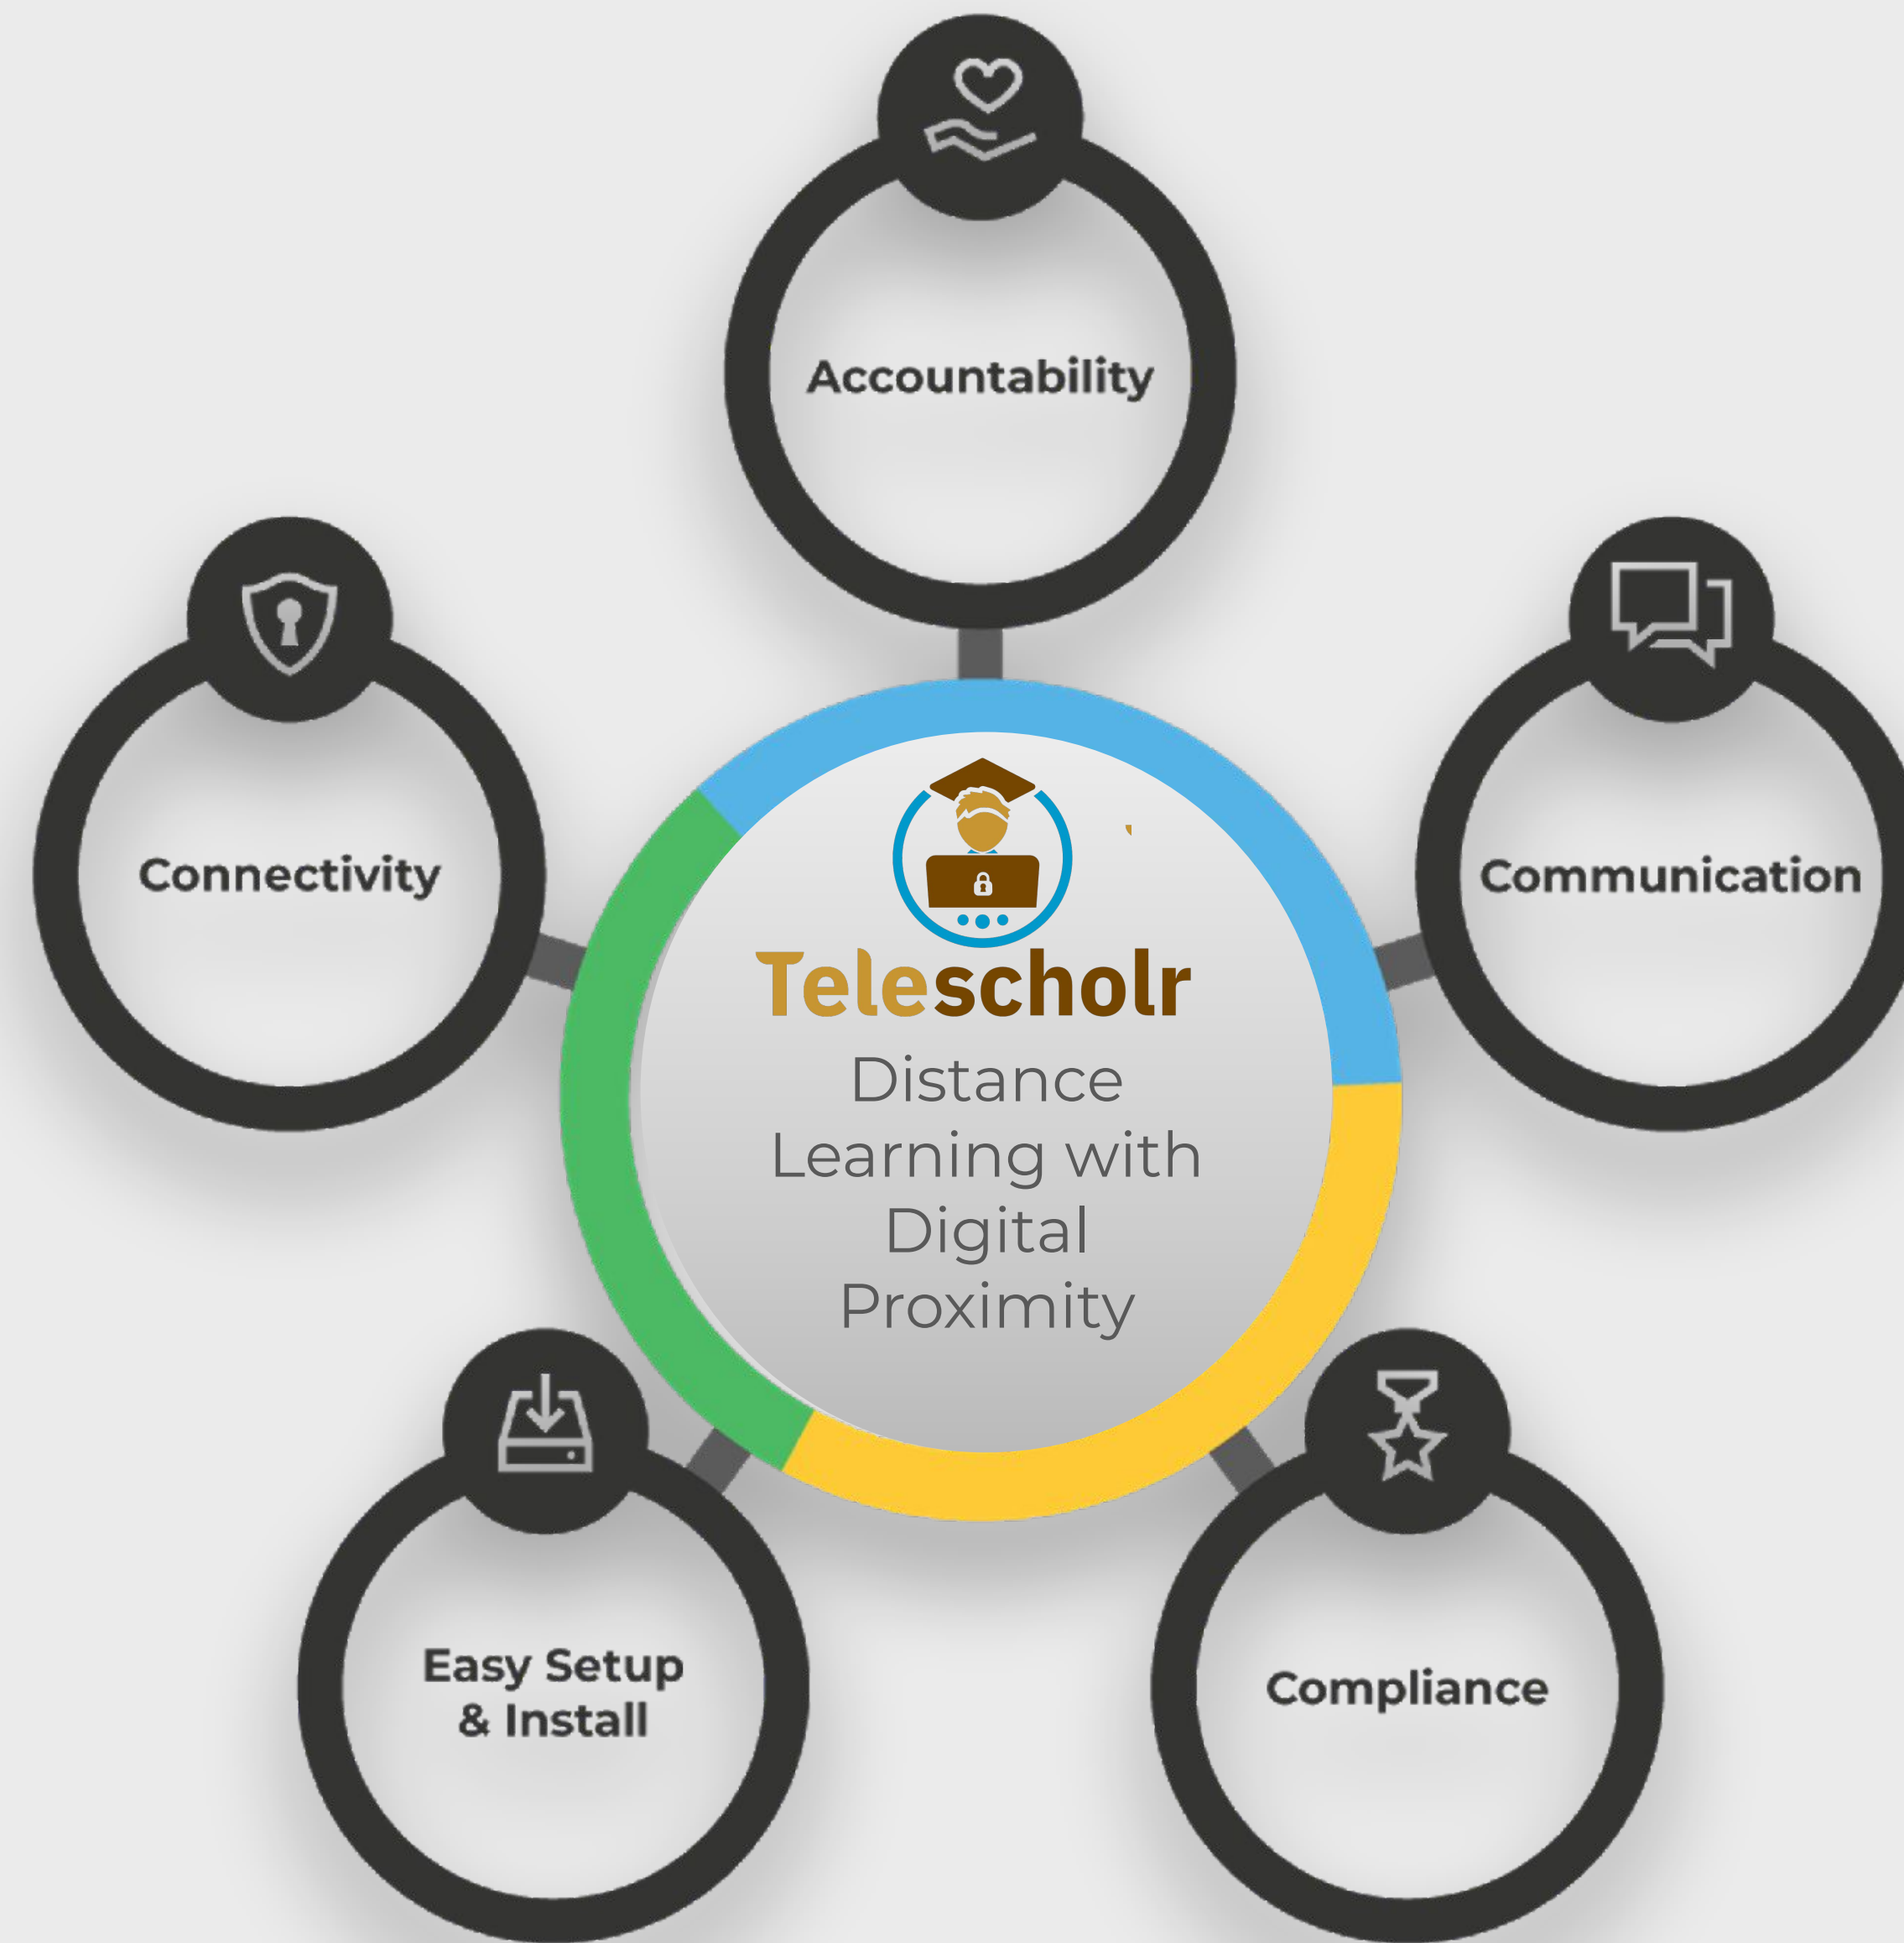 Accountability
Connectivity
Communication
Telescholr
Distance
Learning with
Digital
Proximity
Easy Setup
& Install
Compliance